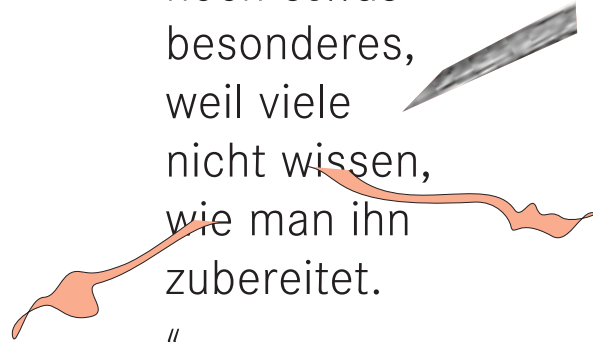 besonderes,
weil viele
nicht wissen,
wie man ihn
zubereitet.
“